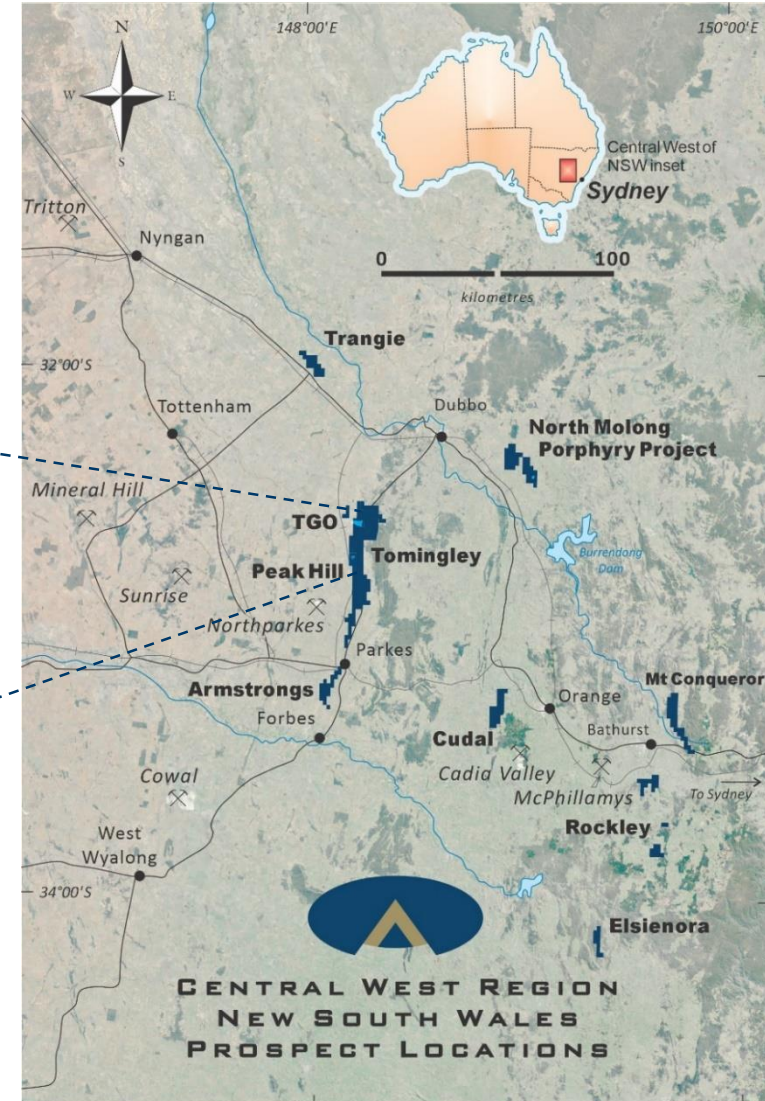 148°00'E
150°00'E
N
W
E
S
Central West of
NSW inset
Sydney
Tritton
Nyngan
0
100
kilometres
Trangie
32°00'S
Tottenham
Dubbo
North Molong
Porphyry Project
Mineral Hill
TGO
Tomingley
Burrendong
Dam
Peak Hill
Sunrise
Northparkes
Parkes
Armstrongs
Mt Conqueror
Orange
Forbes
Bathurst
Cudal
Cadia Valley
Cowal
McPhillamys
To Sydney
Rockley
West
Wyalong
34°00'S
Elsienora
CENTRAL WEST REGION
NEW SOUTH WALES
PROSPECT LOCATIONS